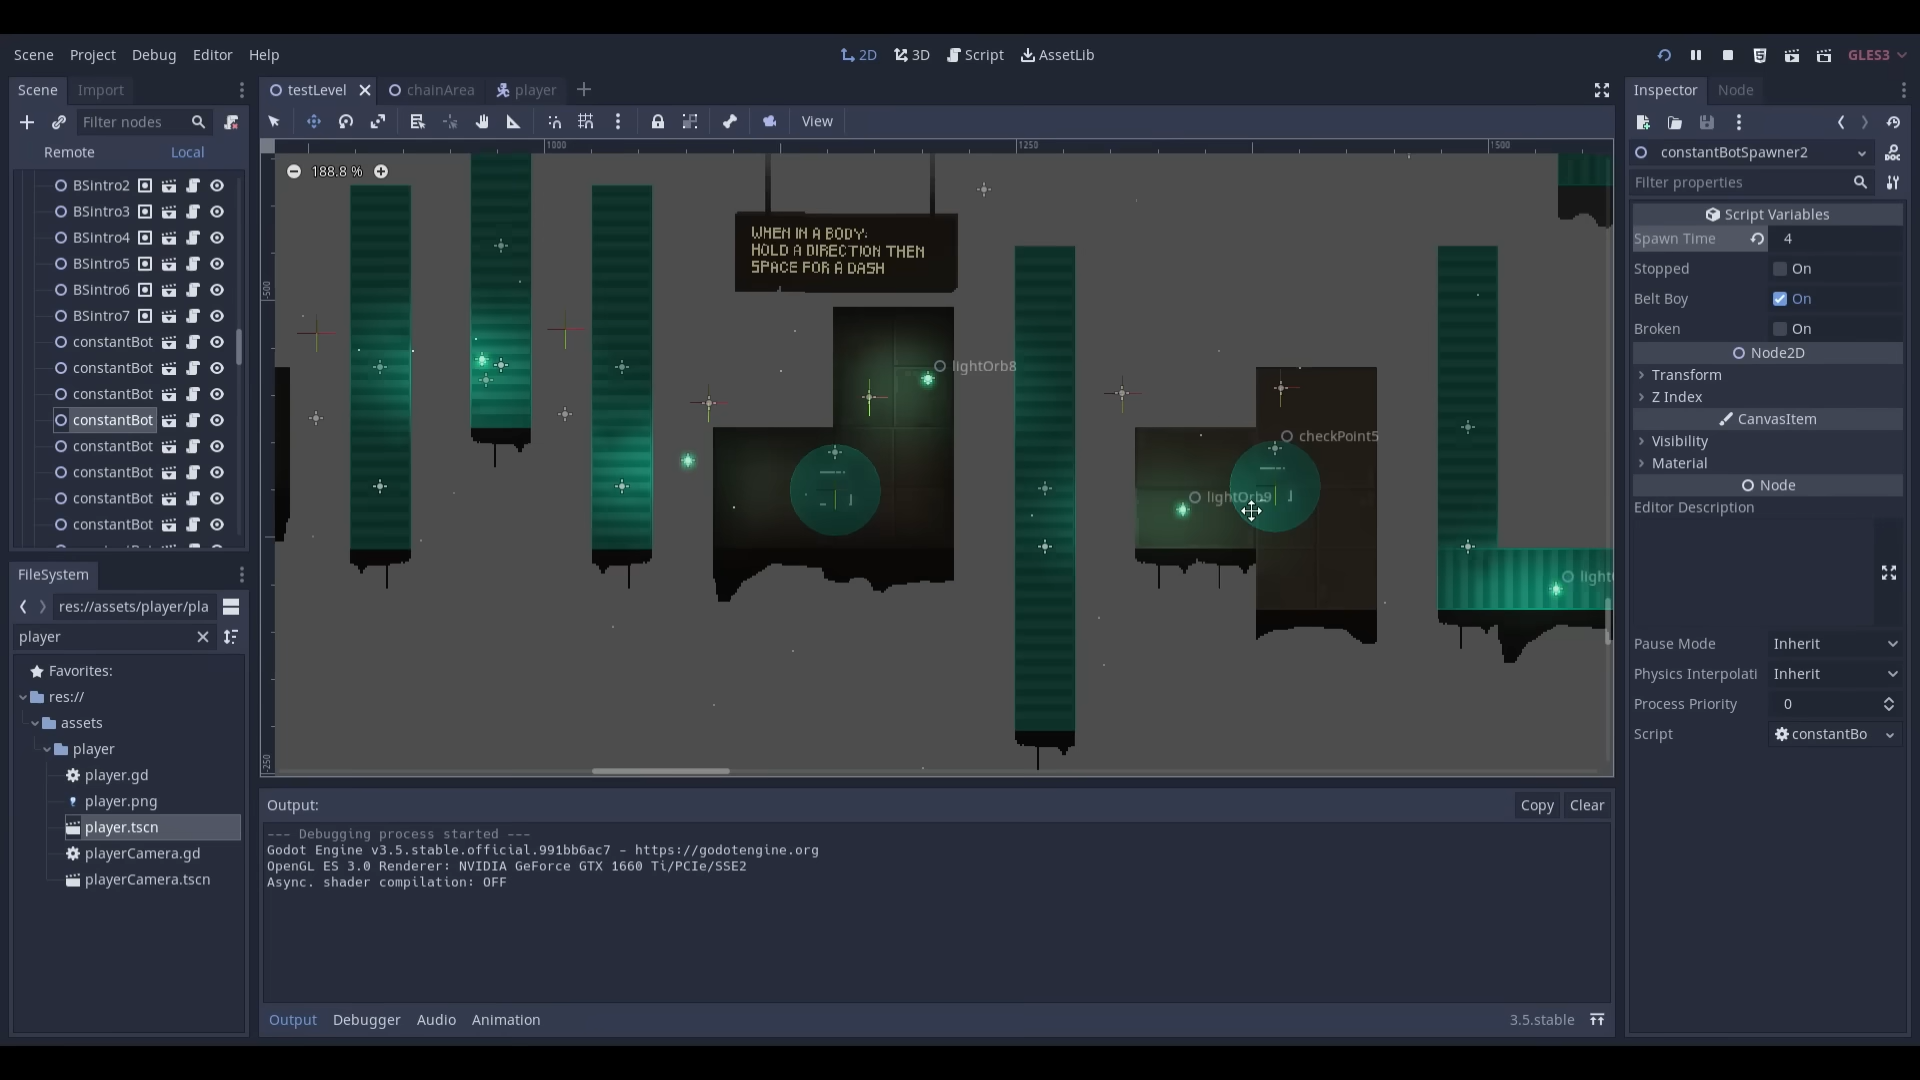 Scene Project Debug Editor Help
2D 3D Script AssetLib
GLES3
Scene Import
testLevel chainArea player
Inspector Node
Filter nodes
View
Remote Local
1000 1250 1500
188.8 %
constantBotSpawner2
Filter properties
BSintro2
BSintro3
BSintro4
BSintro5
BSintro6
BSintro7
constantBot
constantBot
constantBot
constantBot
constantBot
constantBot
constantBot
constantBot
-500
-250
WHEN IN A BODY:
HOLD A DIRECTION THEN
SPACE FOR A DASH
lightOrb8
checkPoint5
lightOrb9
light
Script Variables
Spawn Time 4
Stopped On
Belt Boy On
Broken On
Node2D
Transform
Z Index
CanvasItem
Visibility
Material
Node
Editor Description
Pause Mode Inherit
Physics Interpolati Inherit
Process Priority 0
Script constantBo
FileSystem
res://assets/player/pla
player
Favorites:
res://
assets
player
player.gd
player.png
player.tscn
playerCamera.gd
playerCamera.tscn
Output: Copy Clear
--- Debugging process started ---
Godot Engine v3.5.stable.official.991bb6ac7 - https://godotengine.org
OpenGL ES 3.0 Renderer: NVIDIA GeForce GTX 1660 Ti/PCIe/SSE2
Async. shader compilation: OFF
Output Debugger Audio Animation
3.5.stable